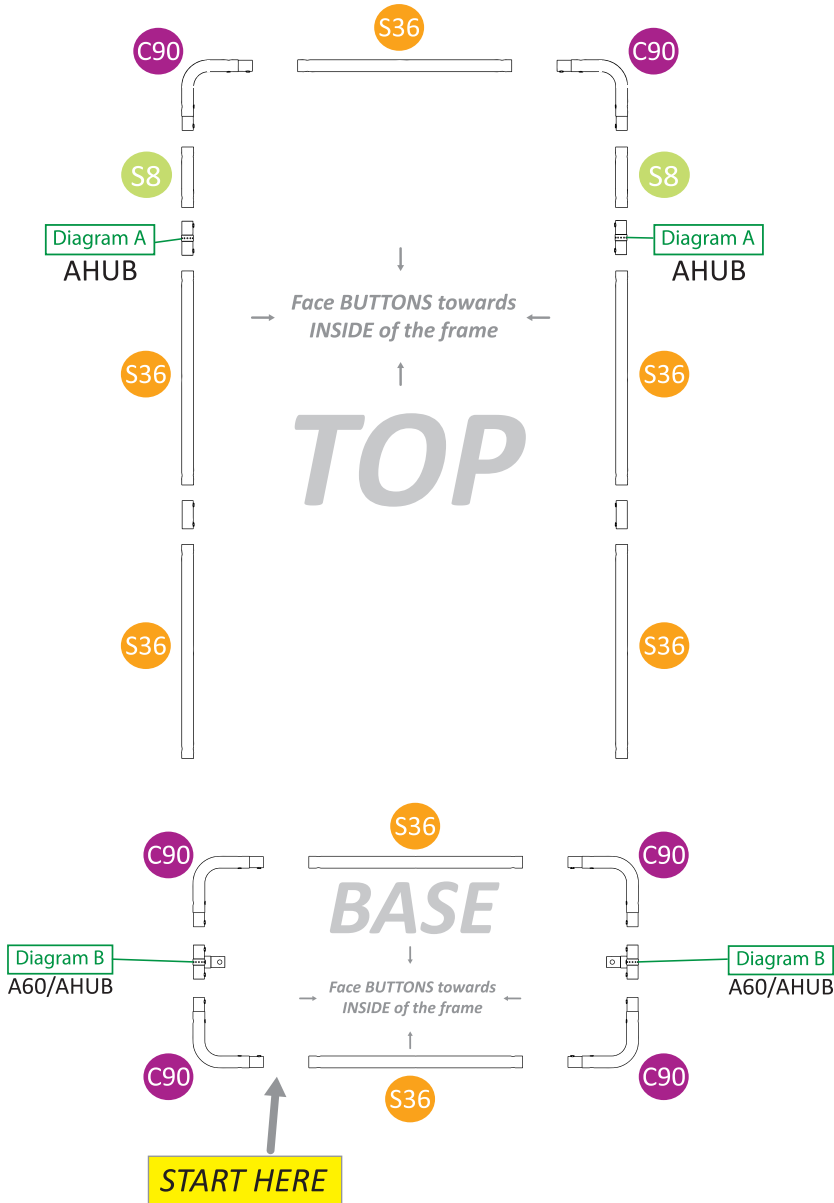 S36
C90
C90
S8
S8
Diagram A
Diagram A
AHUB
AHUB
Face BUTTONS towards
INSIDE of the frame
S36
S36
TOP
S36
S36
S36
C90
C90
BASE
Diagram B
Diagram B
A60/AHUB
A60/AHUB
Face BUTTONS towards
INSIDE of the frame
C90
C90
S36
START HERE